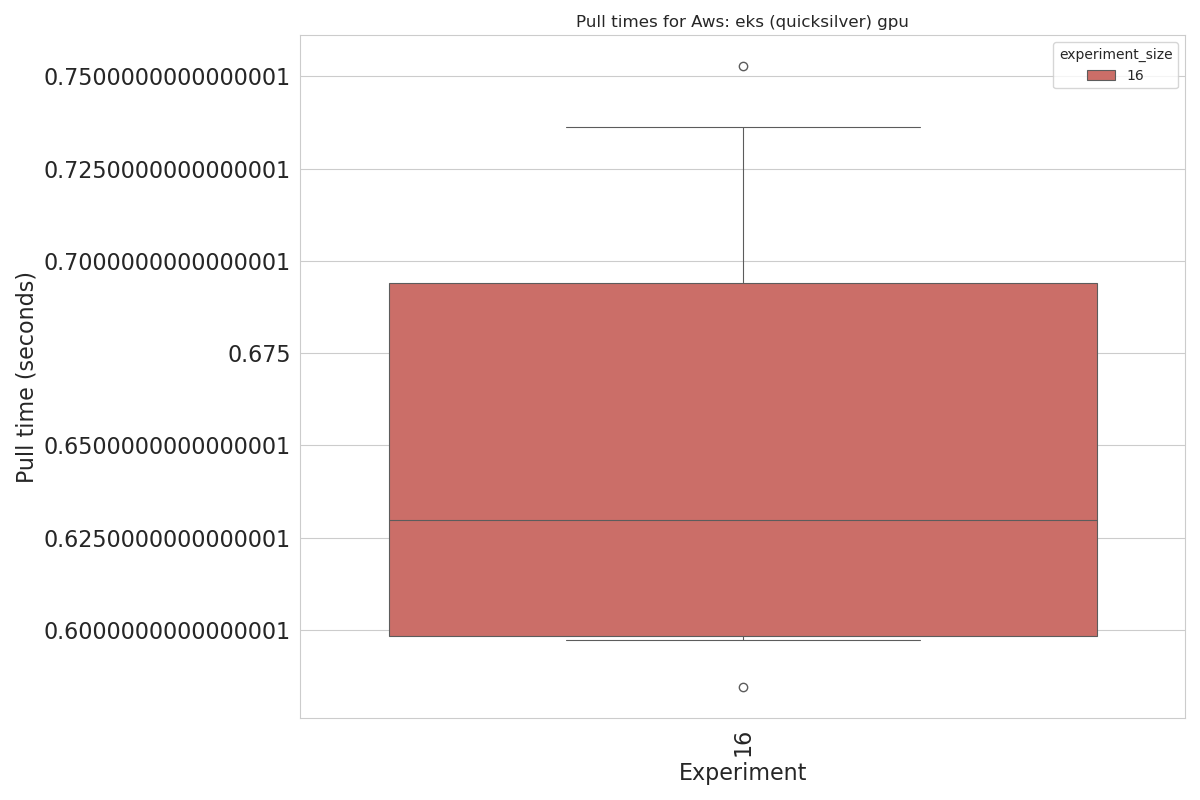 Pull times for Aws: eks (quicksilver) gpu
experiment_size
16
0.7500000000000001
0.7250000000000001
0.7000000000000001
0.675
0.6500000000000001
0.6250000000000001
0.6000000000000001
Pull time (seconds)
16
Experiment